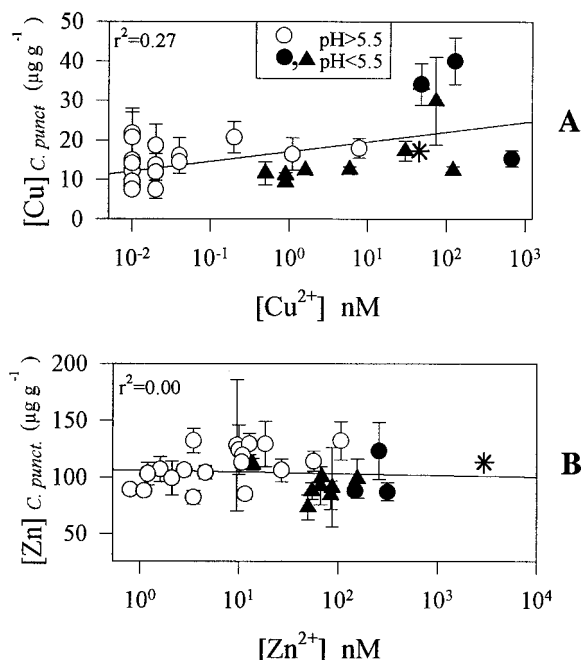 50
40
30
20
10
0
[Cu] C. punct (µg g⁻¹)
r²=0.27
○ pH>5.5
●,▲ pH<5.5
A
10⁻² 10⁻¹ 10⁰ 10¹ 10² 10³
[Cu²⁺] nM
200
150
100
50
[Zn] C. punct. (µg g⁻¹)
r²=0.00
B
10⁰ 10¹ 10² 10³ 10⁴
[Zn²⁺] nM